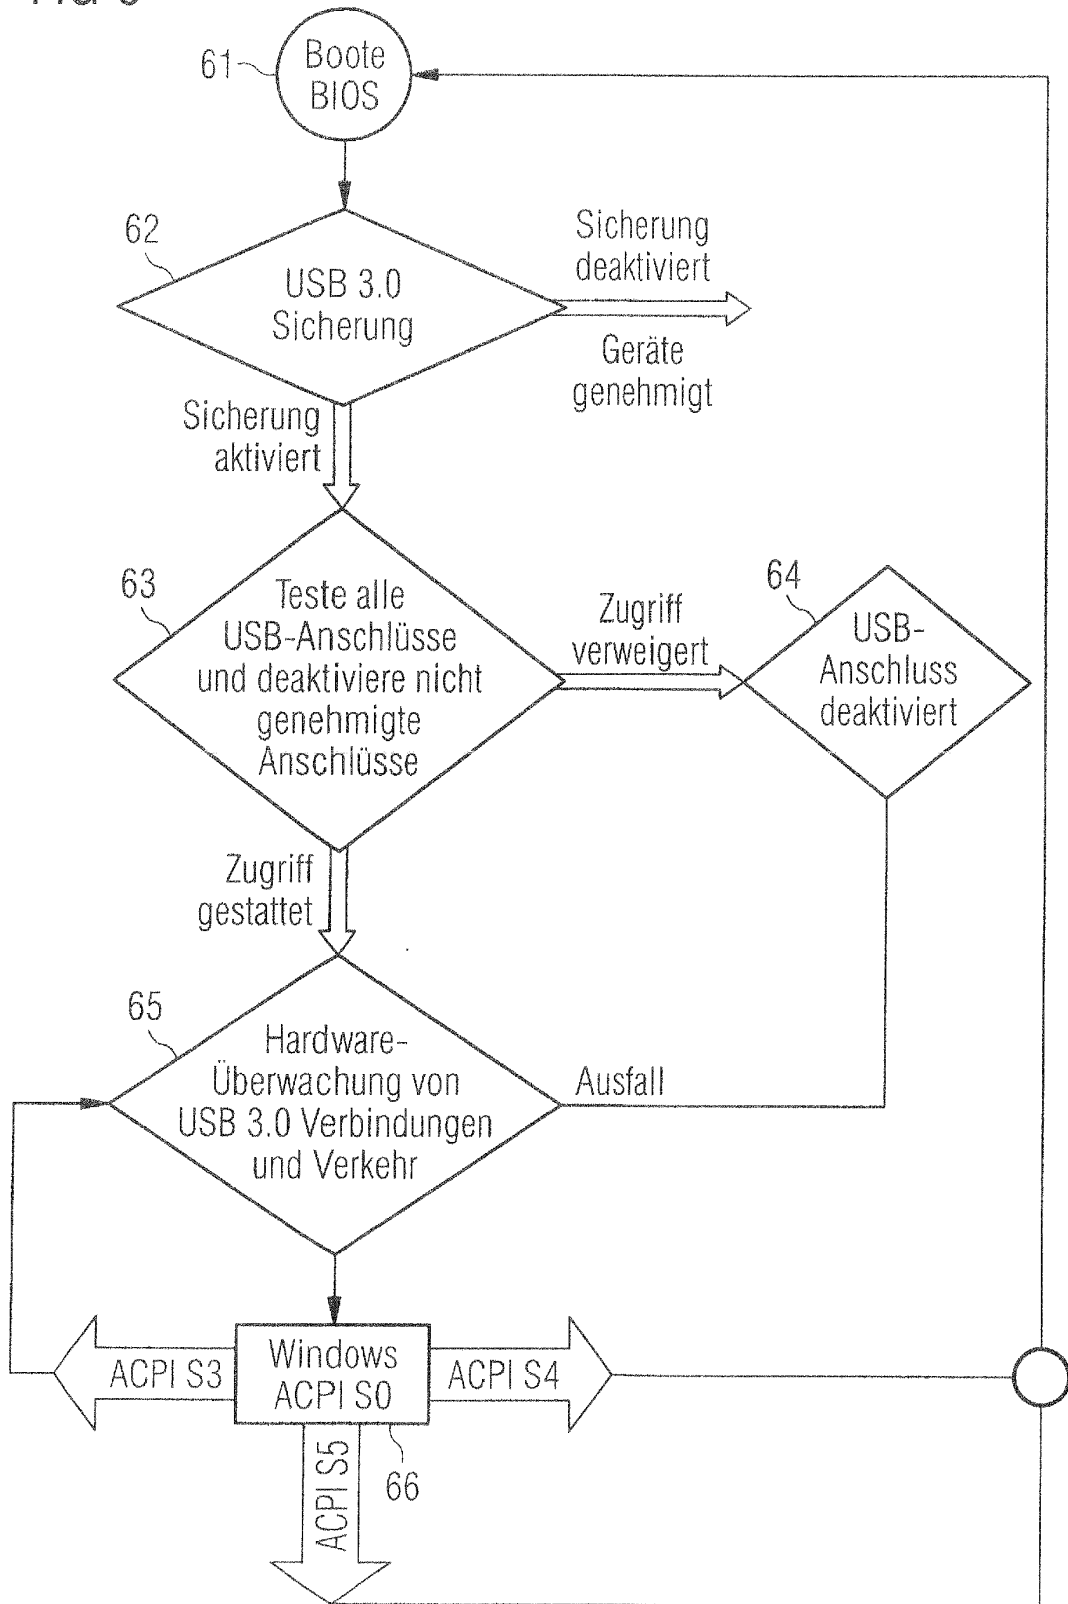 61
Boote
BIOS
62
USB 3.0
Sicherung
Sicherung
deaktiviert
Geräte
genehmigt
Sicherung
aktiviert
63
Teste alle
USB-Anschlüsse
und deaktiviere nicht
genehmigte
Anschlüsse
Zugriff
verweigert
64
USB-
Anschluss
deaktiviert
Zugriff
gestattet
65
Hardware-
Überwachung von
USB 3.0 Verbindungen
und Verkehr
Ausfall
ACPI S3
Windows
ACPI S0
ACPI S4
ACPI S5
66